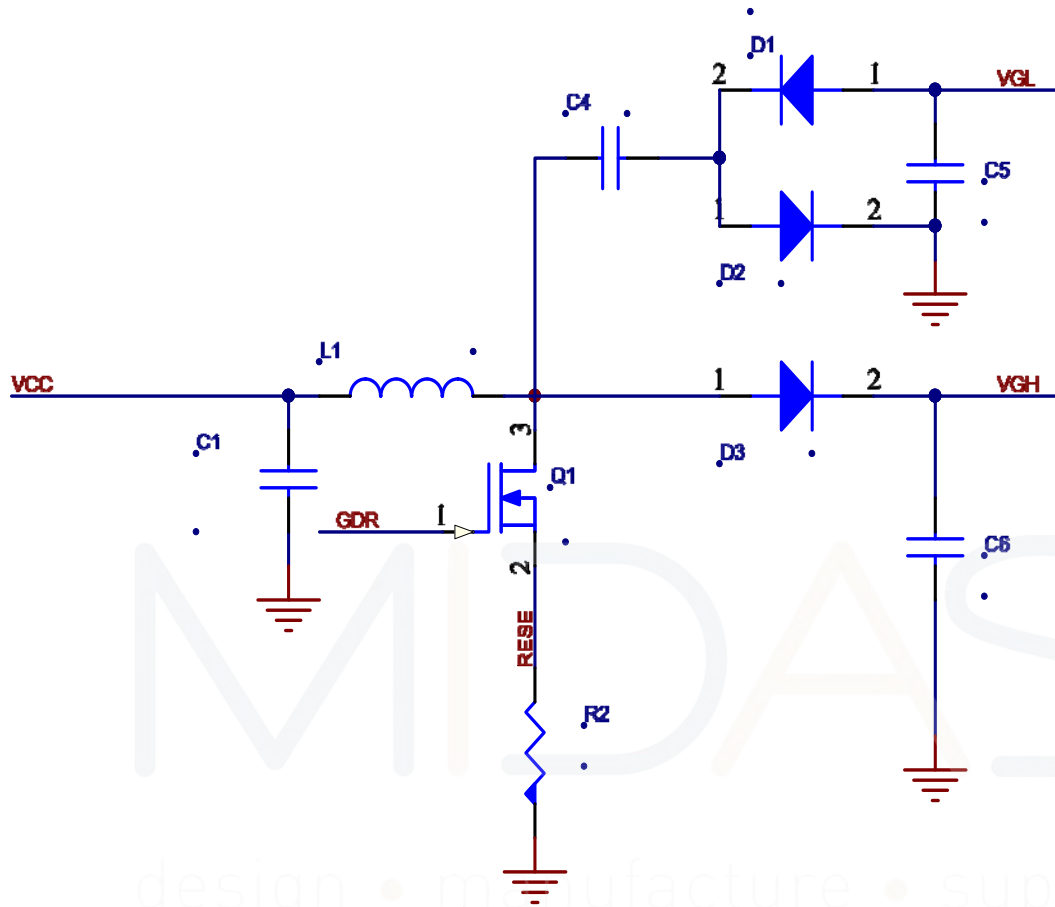 D1
2
1
VGL
C4
C5
1
2
D2
L1
VCC
1
2
VGH
3
C1
D3
Q1
GDR
1
C6
2
RESE
R2
MIDAS
design • manufacture • sup